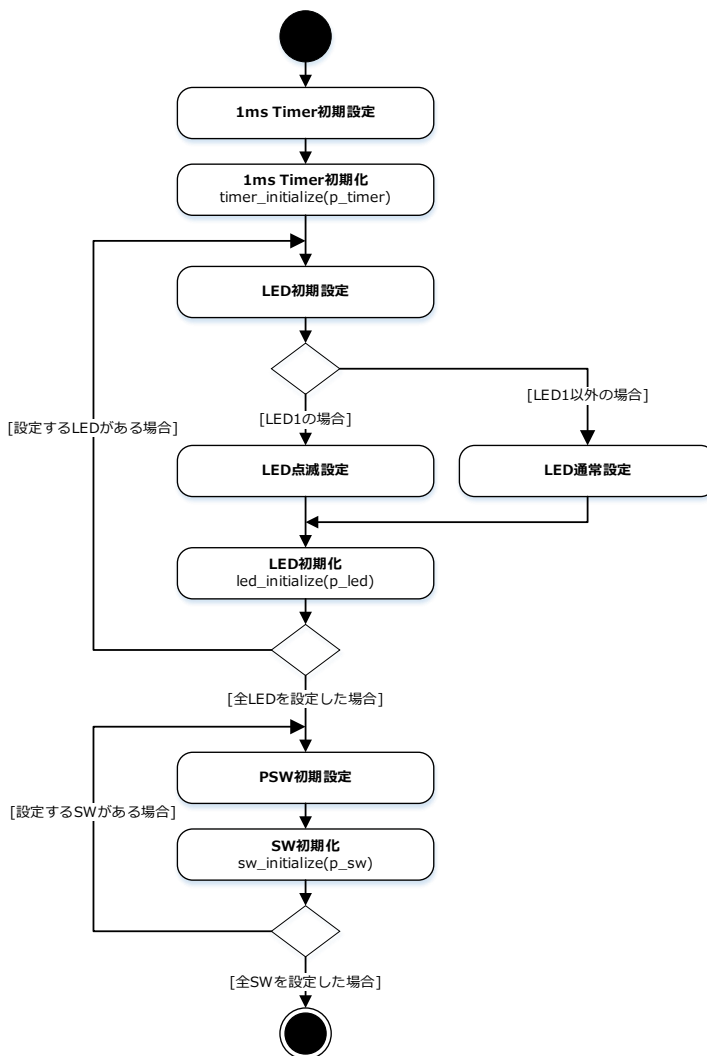 1ms Timer初期設定
1ms Timer初期化
timer_initialize(p_timer)
LED初期設定
[LED1以外の場合]
[LED1の場合]
[設定するLEDがある場合]
LED点滅設定
LED通常設定
LED初期化
led_initialize(p_led)
[全LEDを設定した場合]
PSW初期設定
[設定するSWがある場合]
SW初期化
sw_initialize(p_sw)
[全SWを設定した場合]